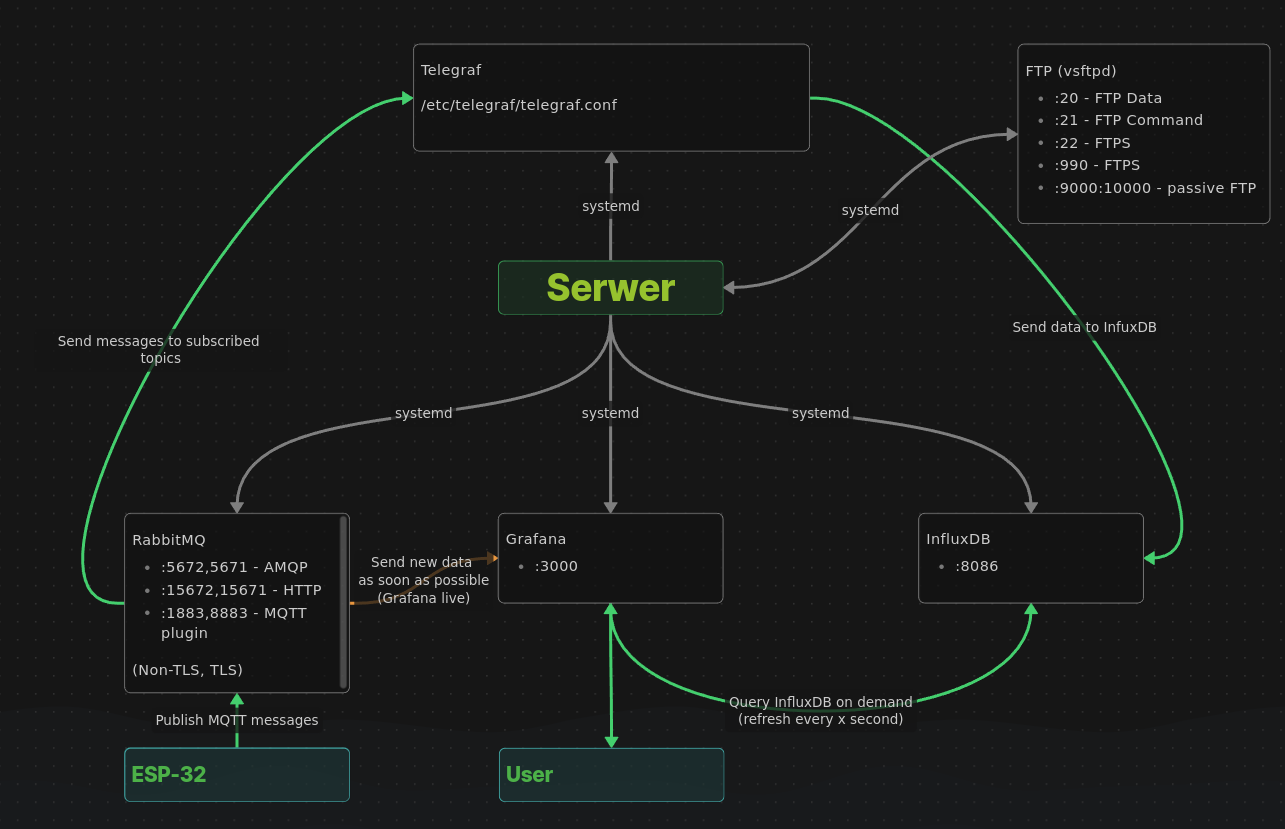 Telegraf
/etc/telegraf/telegraf.conf
FTP (vsftpd)
:20 - FTP Data
:21 - FTP Command
:22 - FTPS
:990 - FTPS
:9000:10000 - passive FTP
systemd
systemd
Serwer
Send messages to subscribed
topics
Send data to InfuxDB
systemd
systemd
systemd
RabbitMQ
:5672,5671 - AMQP
:15672,15671 - HTTP
:1883,8883 - MQTT
plugin
(Non-TLS, TLS)
Send new data
as soon as possible
(Grafana live)
Grafana
:3000
InfluxDB
:8086
Publish MQTT messages
Query InfluxDB on demand
(refresh every x second)
ESP-32
User